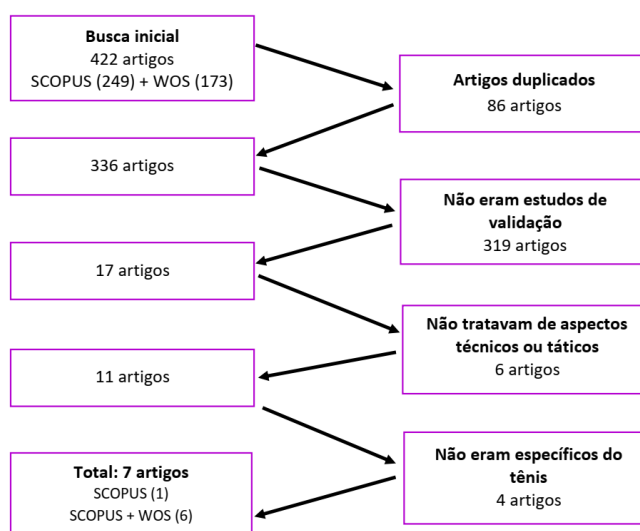 Busca inicial
422 artigos
SCOPUS (249) + WOS (173)
Artigos duplicados
86 artigos
336 artigos
Não eram estudos de
validação
319 artigos
17 artigos
Não tratavam de aspectos
técnicos ou táticos
6 artigos
11 artigos
Não eram específicos do
tênis
4 artigos
Total: 7 artigos
SCOPUS (1)
SCOPUS + WOS (6)